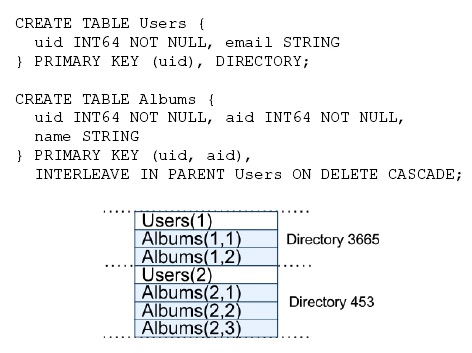 CREATE TABLE Users {
uid INT64 NOT NULL, email STRING
} PRIMARY KEY (uid), DIRECTORY;
CREATE TABLE Albums {
uid INT64 NOT NULL, aid INT64 NOT NULL,
name STRING
} PRIMARY KEY (uid, aid),
INTERLEAVE IN PARENT Users ON DELETE CASCADE;
Users(1)
Albums(1,1)
Directory 3665
Albums(1,2)
Users(2)
Albums(2,1)
Directory 453
Albums(2,2)
Albums(2,3)